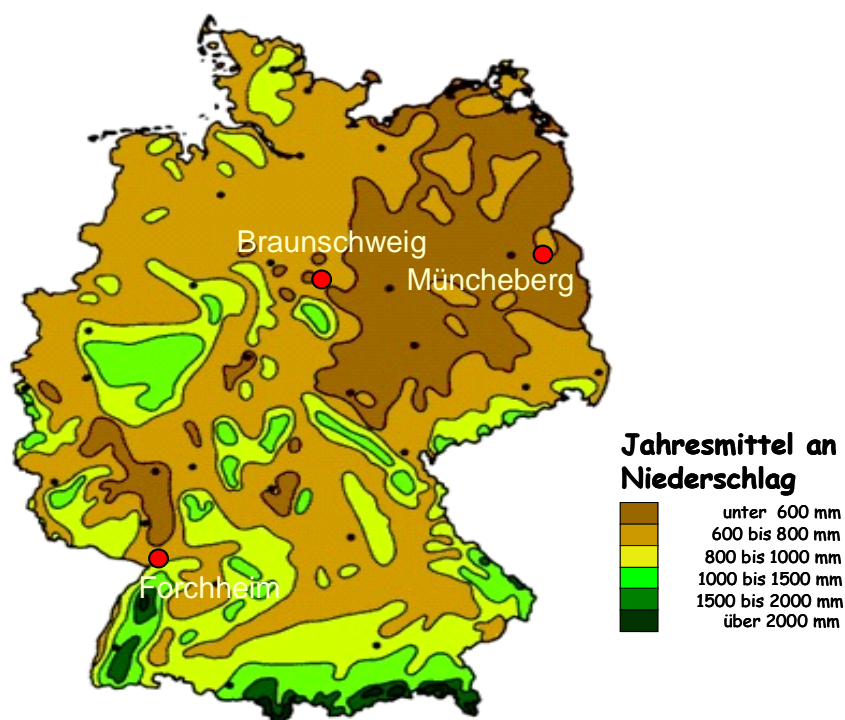 Braunschweig
Müncheberg
Forchheim
Jahresmittel an
Niederschlag
unter 600 mm
600 bis 800 mm
800 bis 1000 mm
1000 bis 1500 mm
1500 bis 2000 mm
über 2000 mm